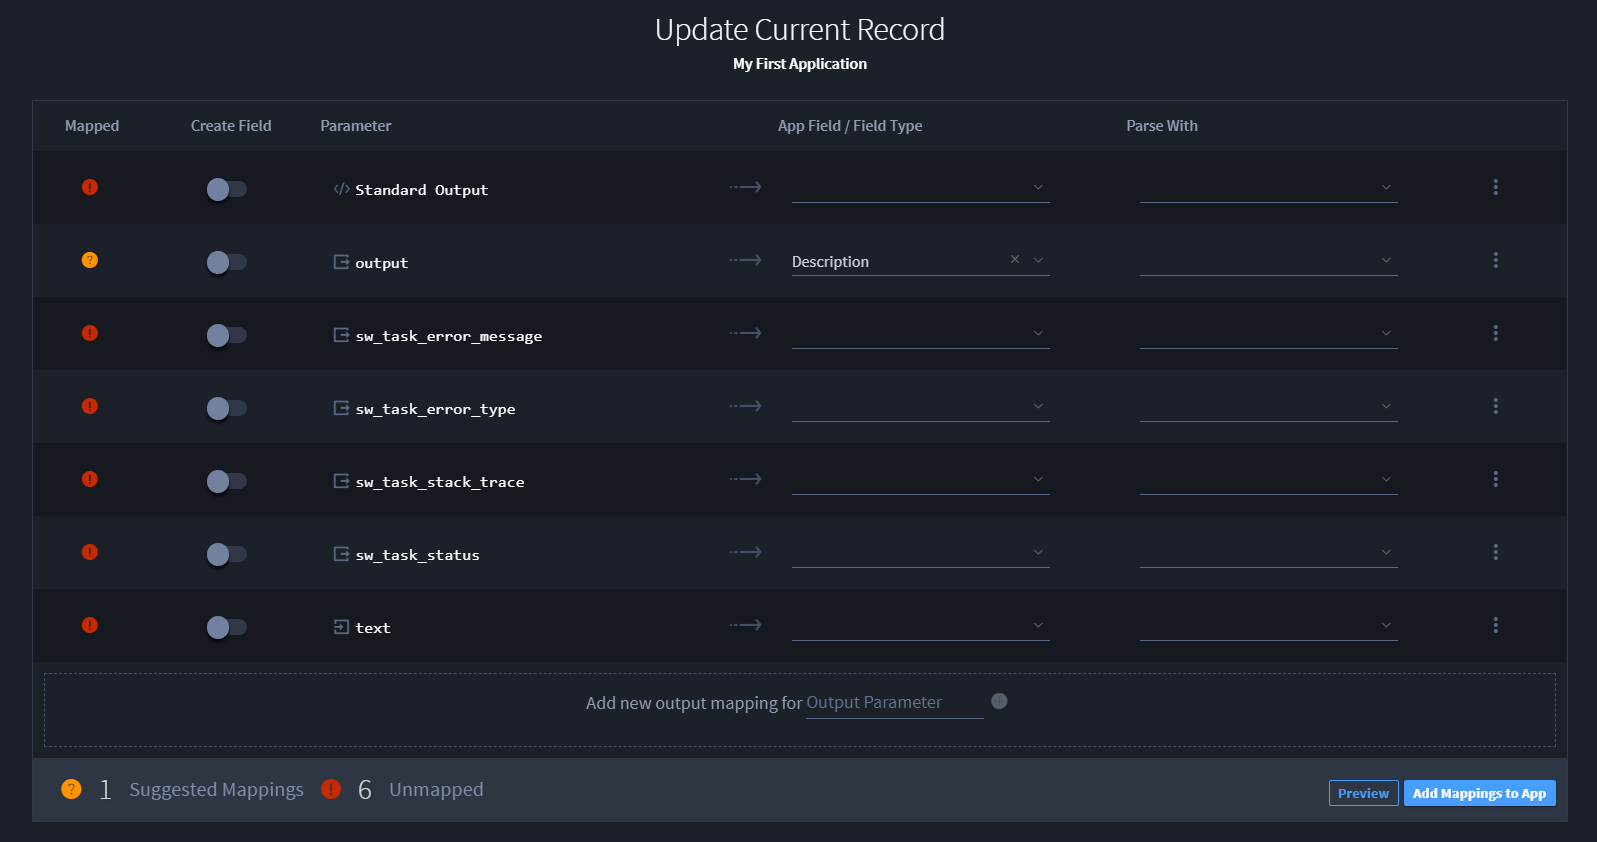 Update Current Record
My First Application
Mapped Create Field Parameter App Field / Field Type Parse With
! </> Standard Output
? output Description ×
! sw_task_error_message
! sw_task_error_type
! sw_task_stack_trace
! sw_task_status
! text
Add new output mapping for Output Parameter
? 1 Suggested Mappings ! 6 Unmapped Preview Add Mappings to App